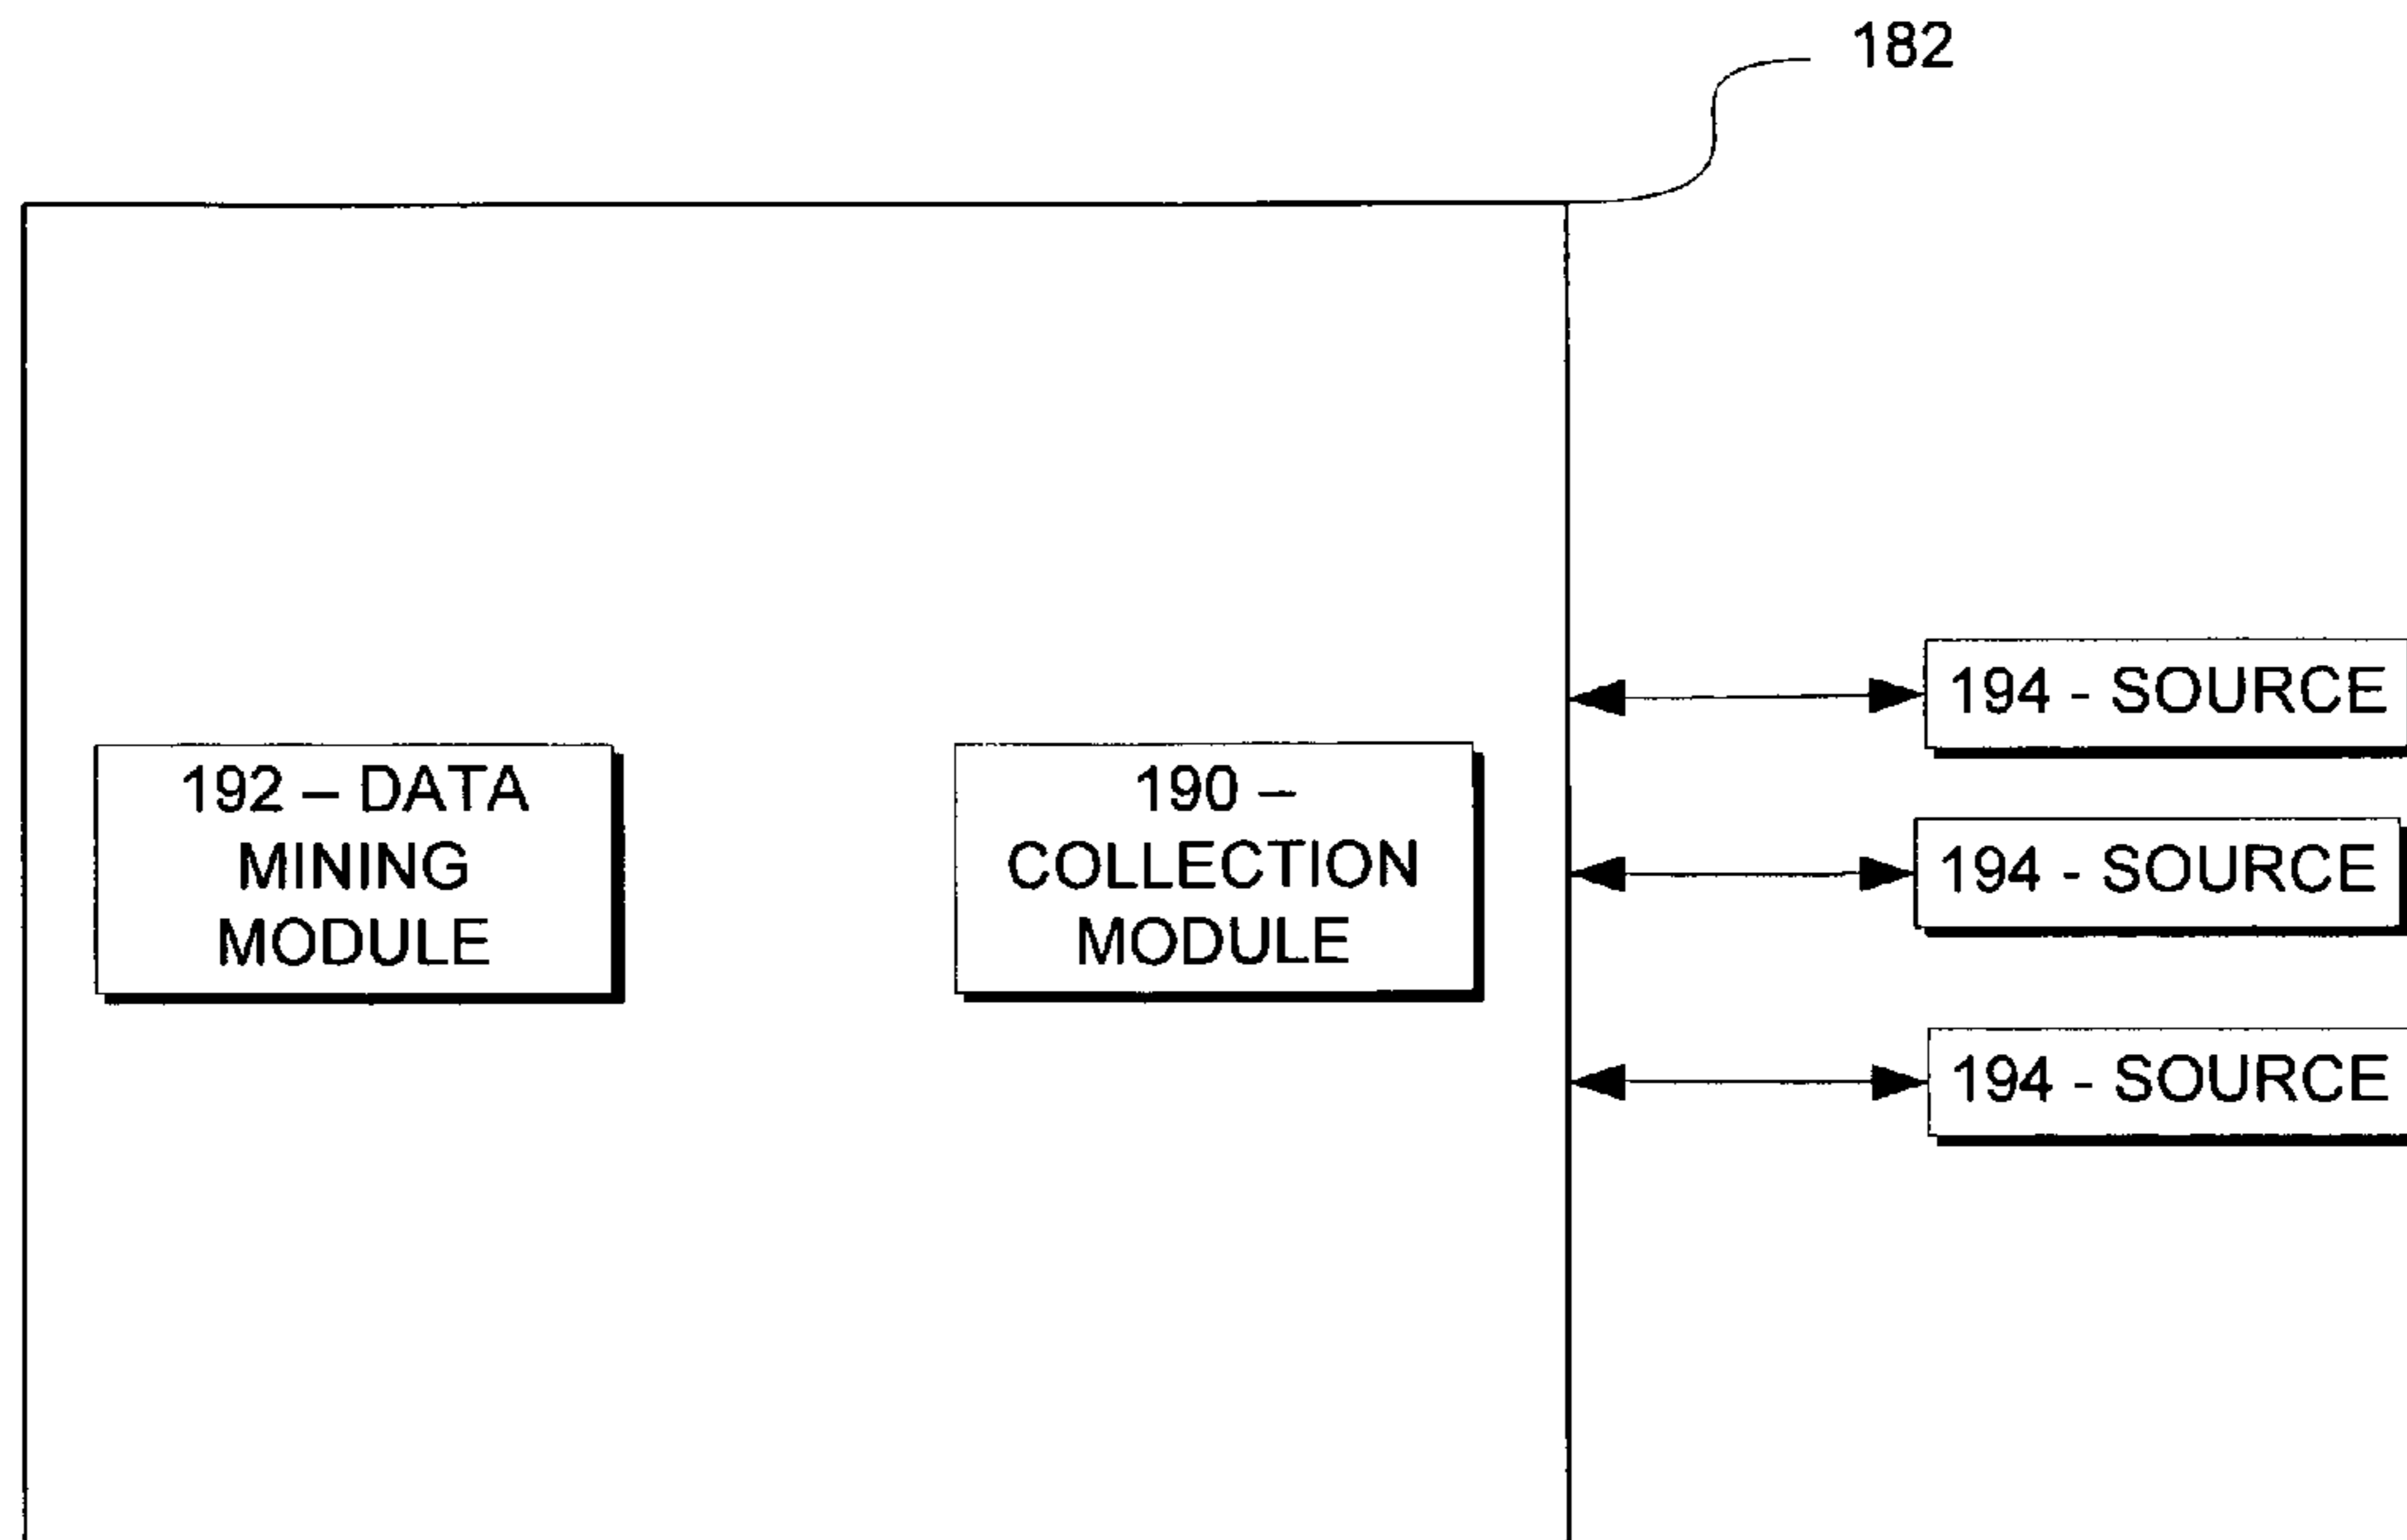 182
194 - SOURCE
192 – DATA
MINING
MODULE
190 –
COLLECTION
MODULE
194 - SOURCE
194 - SOURCE